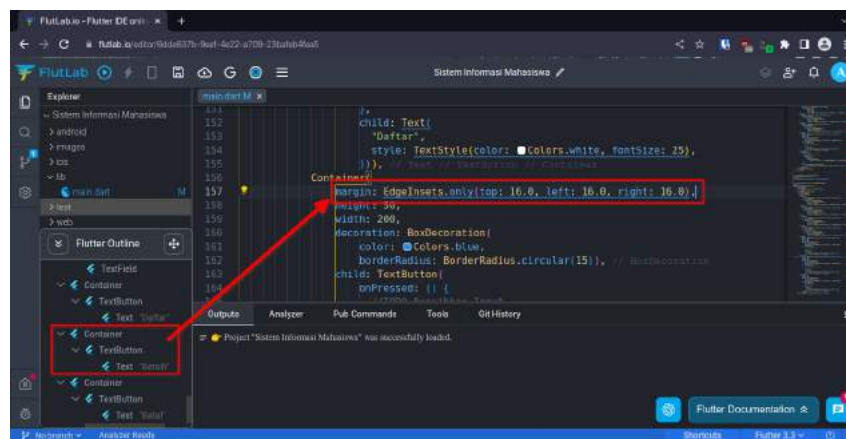 FlutLab.io - Flutter IDE onli
FlutLab
Sistem Informasi Mahasiswa
Explorer
main.dart M
Sistem Informasi Mahasiswa
android
images
ios
lib
main.dart M
test
web
Flutter Outline
TextField
Container
TextButton
Text "Daftar"
Container
TextButton
Text
Container
TextButton
Text "Batal"
152 child: Text(
153 "Daftar",
154 style: TextStyle(color: Colors.white, fontSize: 25),
155 ))), // Text // TextButton // Container
156 Container(
157 margin: EdgeInsets.only(top: 16.0, left: 16.0, right: 16.0),
158 height: 50,
159 width: 200,
160 decoration: BoxDecoration(
161 color: Colors.blue,
162 borderRadius: BorderRadius.circular(15)), // BoxDecoration
163 child: TextButton(
164 onPressed: () {
Outputs Analyzer Pub Commands Tools Git History
Project "Sistem Informasi Mahasiswa" was successfully loaded.
Flutter Documentation
No branch Analyzer Ready Shortcuts Flutter 3.3